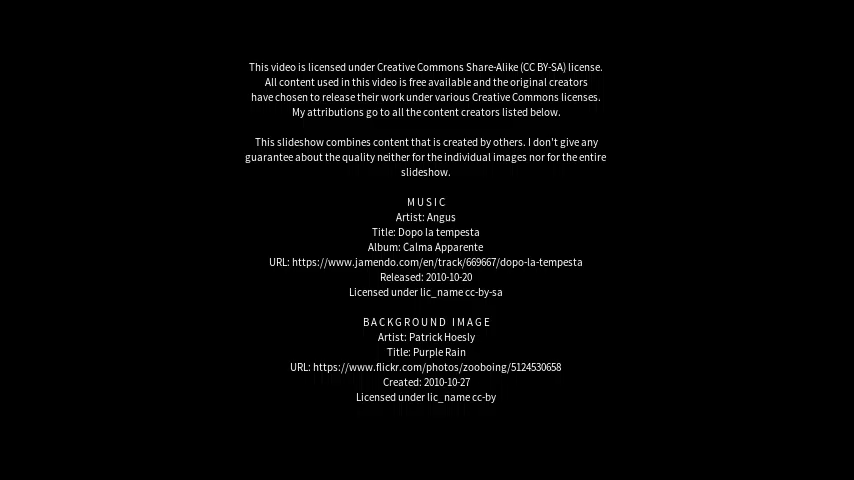 This video is licensed under Creative Commons Share-Alike (CC BY-SA) license.
All content used in this video is free available and the original creators
have chosen to release their work under various Creative Commons licenses.
My attributions go to all the content creators listed below.
This slideshow combines content that is created by others. I don't give any
guarantee about the quality neither for the individual images nor for the entire
slideshow.
MUSIC
Artist: Angus
Title: Dopo la tempesta
Album: Calma Apparente
URL: https://www.jamendo.com/en/track/669667/dopo-la-tempesta
Released: 2010-10-20
Licensed under lic_name cc-by-sa
BACKGROUND IMAGE
Artist: Patrick Hoesly
Title: Purple Rain
URL: https://www.flickr.com/photos/zooboing/5124530658
Created: 2010-10-27
Licensed under lic_name cc-by